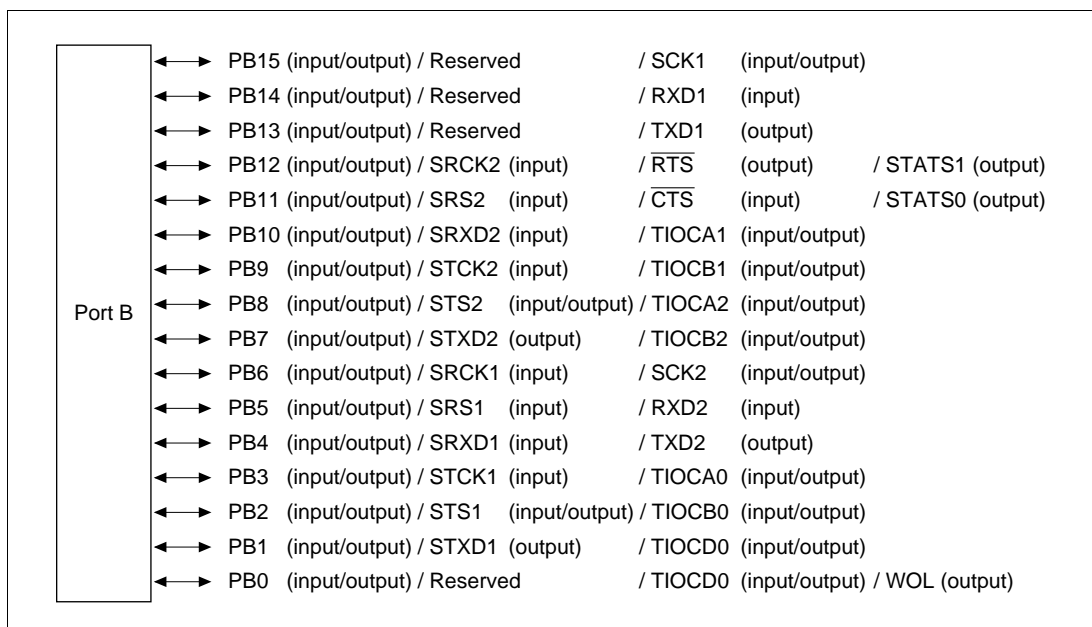 PB15 (input/output) / Reserved / SCK1 (input/output)
PB14 (input/output) / Reserved / RXD1 (input)
PB13 (input/output) / Reserved / TXD1 (output)
PB12 (input/output) / SRCK2 (input) / R̅T̅S̅ (output) / STATS1 (output)
PB11 (input/output) / SRS2 (input) / C̅T̅S̅ (input) / STATS0 (output)
PB10 (input/output) / SRXD2 (input) / TIOCA1 (input/output)
PB9 (input/output) / STCK2 (input) / TIOCB1 (input/output)
Port B
PB8 (input/output) / STS2 (input/output) / TIOCA2 (input/output)
PB7 (input/output) / STXD2 (output) / TIOCB2 (input/output)
PB6 (input/output) / SRCK1 (input) / SCK2 (input/output)
PB5 (input/output) / SRS1 (input) / RXD2 (input)
PB4 (input/output) / SRXD1 (input) / TXD2 (output)
PB3 (input/output) / STCK1 (input) / TIOCA0 (input/output)
PB2 (input/output) / STS1 (input/output) / TIOCB0 (input/output)
PB1 (input/output) / STXD1 (output) / TIOCD0 (input/output)
PB0 (input/output) / Reserved / TIOCD0 (input/output) / WOL (output)